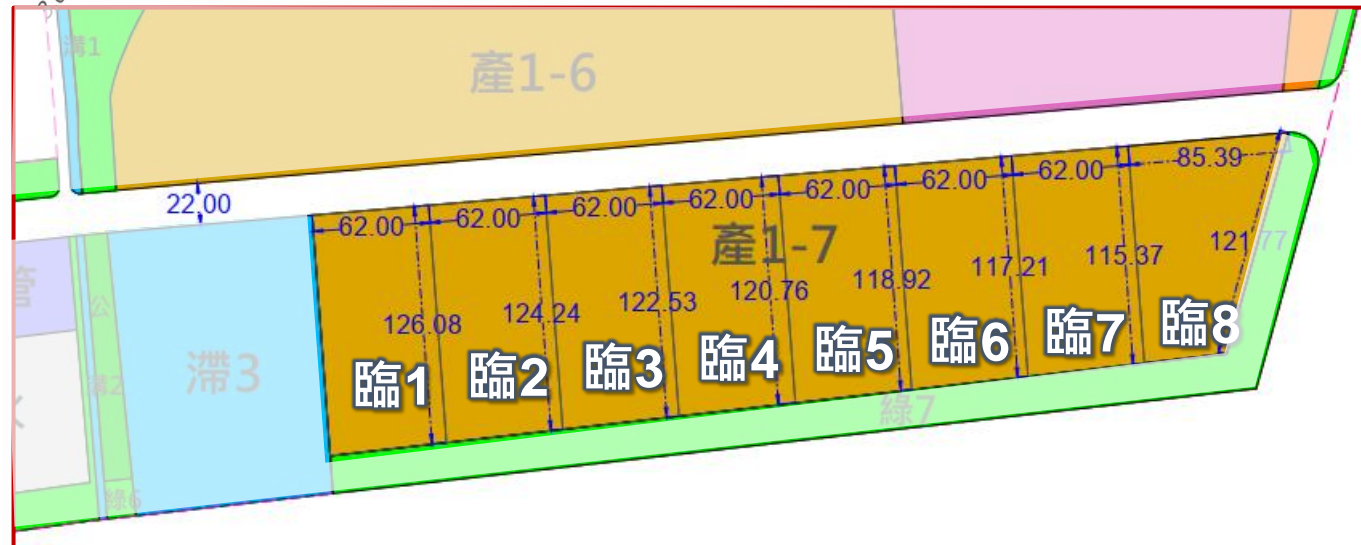 溝1
產1-6
22.00
62.00
62.00
62.00
62.00
62.00
62.00
62.00
85.39
產1-7
126.08
124.24
122.53
120.76
118.92
117.21
115.37
121.77
臨1
臨2
臨3
臨4
臨5
臨6
臨7
臨8
管
公
滯3
溝2
綠7
綠6